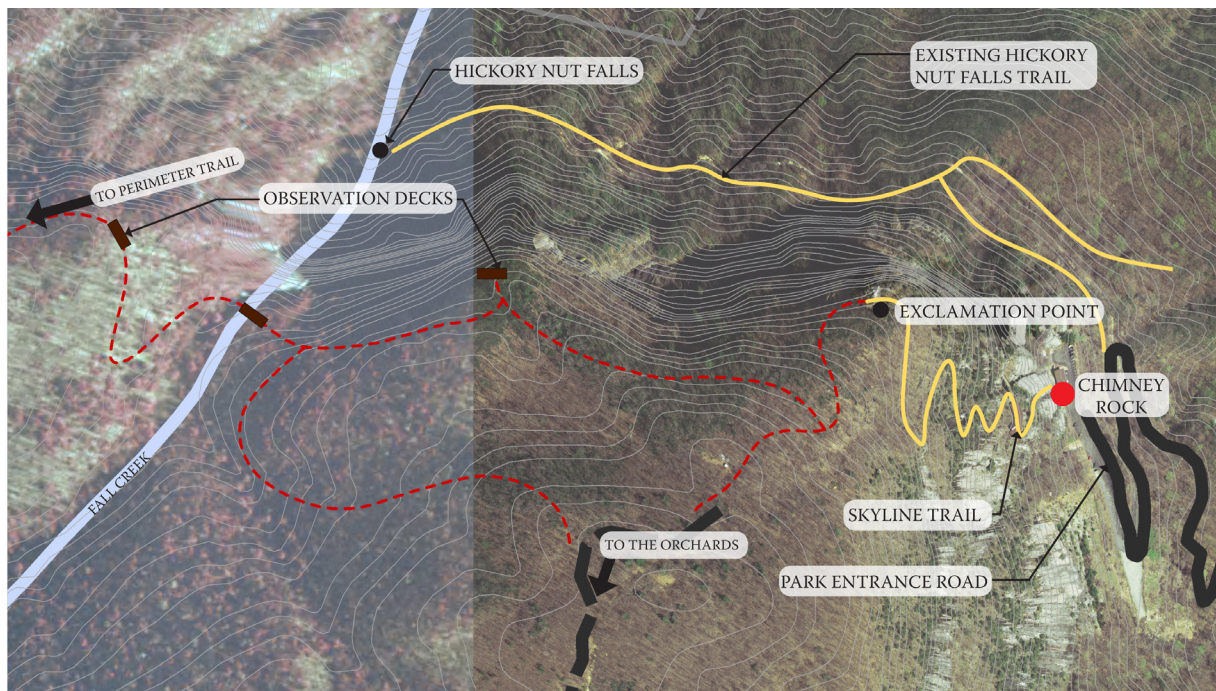 HICKORY NUT FALLS
EXISTING HICKORY
NUT FALLS TRAIL
TO PERIMETER TRAIL
OBSERVATION DECKS
EXCLAMATION POINT
CHIMNEY
ROCK
FALL CREEK
SKYLINE TRAIL
TO THE ORCHARDS
PARK ENTRANCE ROAD